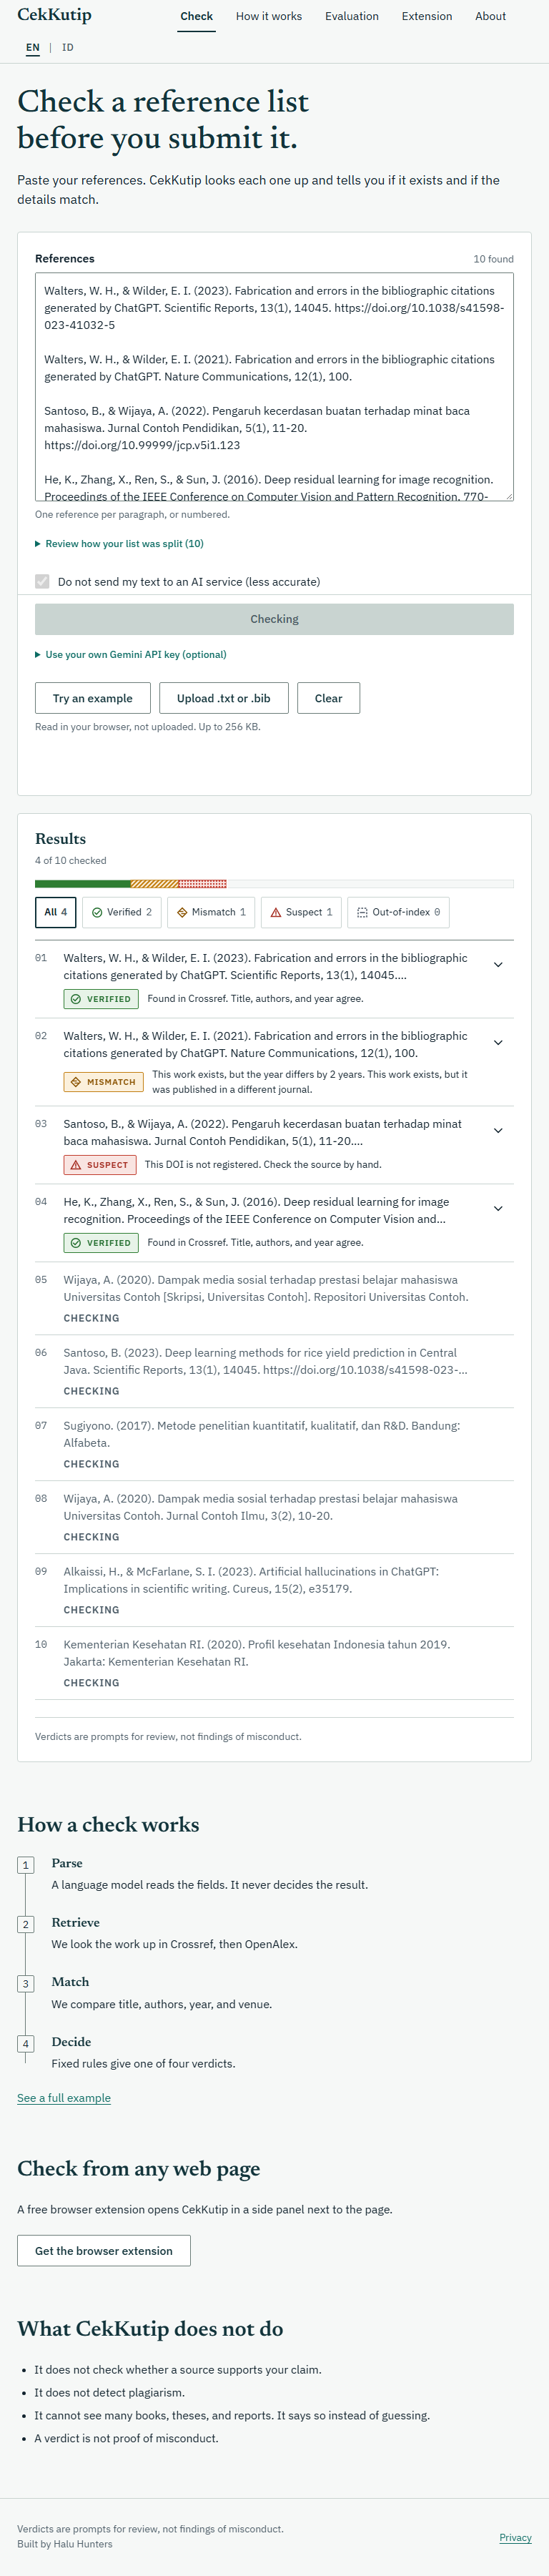 CekKutip
Check
How it works
Evaluation
Extension
About
EN | ID
Check a reference list
before you submit it.
Paste your references. CekKutip looks each one up and tells you if it exists and if the
details match.
References
10 found
Walters, W. H., & Wilder, E. I. (2023). Fabrication and errors in the bibliographic citations
generated by ChatGPT. Scientific Reports, 13(1), 14045. https://doi.org/10.1038/s41598-
023-41032-5
Walters, W. H., & Wilder, E. I. (2021). Fabrication and errors in the bibliographic citations
generated by ChatGPT. Nature Communications, 12(1), 100.
Santoso, B., & Wijaya, A. (2022). Pengaruh kecerdasan buatan terhadap minat baca
mahasiswa. Jurnal Contoh Pendidikan, 5(1), 11-20.
https://doi.org/10.99999/jcp.v5i1.123
He, K., Zhang, X., Ren, S., & Sun, J. (2016). Deep residual learning for image recognition.
Proceedings of the IEEE Conference on Computer Vision and Pattern Recognition, 770-
One reference per paragraph, or numbered.
Review how your list was split (10)
Do not send my text to an AI service (less accurate)
Checking
Use your own Gemini API key (optional)
Try an example
Upload .txt or .bib
Clear
Read in your browser, not uploaded. Up to 256 KB.
Results
4 of 10 checked
All 4
Verified 2
Mismatch 1
Suspect 1
Out-of-index 0
01 Walters, W. H., & Wilder, E. I. (2023). Fabrication and errors in the bibliographic
citations generated by ChatGPT. Scientific Reports, 13(1), 14045....
VERIFIED Found in Crossref. Title, authors, and year agree.
02 Walters, W. H., & Wilder, E. I. (2021). Fabrication and errors in the bibliographic
citations generated by ChatGPT. Nature Communications, 12(1), 100.
MISMATCH This work exists, but the year differs by 2 years. This work exists, but it
was published in a different journal.
03 Santoso, B., & Wijaya, A. (2022). Pengaruh kecerdasan buatan terhadap minat
baca mahasiswa. Jurnal Contoh Pendidikan, 5(1), 11-20....
SUSPECT This DOI is not registered. Check the source by hand.
04 He, K., Zhang, X., Ren, S., & Sun, J. (2016). Deep residual learning for image
recognition. Proceedings of the IEEE Conference on Computer Vision and...
VERIFIED Found in Crossref. Title, authors, and year agree.
05 Wijaya, A. (2020). Dampak media sosial terhadap prestasi belajar mahasiswa
Universitas Contoh [Skripsi, Universitas Contoh]. Repositori Universitas Contoh.
CHECKING
06 Santoso, B. (2023). Deep learning methods for rice yield prediction in Central
Java. Scientific Reports, 13(1), 14045. https://doi.org/10.1038/s41598-023-...
CHECKING
07 Sugiyono. (2017). Metode penelitian kuantitatif, kualitatif, dan R&D. Bandung:
Alfabeta.
CHECKING
08 Wijaya, A. (2020). Dampak media sosial terhadap prestasi belajar mahasiswa
Universitas Contoh. Jurnal Contoh Ilmu, 3(2), 10-20.
CHECKING
09 Alkaissi, H., & McFarlane, S. I. (2023). Artificial hallucinations in ChatGPT:
Implications in scientific writing. Cureus, 15(2), e35179.
CHECKING
10 Kementerian Kesehatan RI. (2020). Profil kesehatan Indonesia tahun 2019.
Jakarta: Kementerian Kesehatan RI.
CHECKING
Verdicts are prompts for review, not findings of misconduct.
How a check works
1 Parse
A language model reads the fields. It never decides the result.
2 Retrieve
We look the work up in Crossref, then OpenAlex.
3 Match
We compare title, authors, year, and venue.
4 Decide
Fixed rules give one of four verdicts.
See a full example
Check from any web page
A free browser extension opens CekKutip in a side panel next to the page.
Get the browser extension
What CekKutip does not do
• It does not check whether a source supports your claim.
• It does not detect plagiarism.
• It cannot see many books, theses, and reports. It says so instead of guessing.
• A verdict is not proof of misconduct.
Verdicts are prompts for review, not findings of misconduct.
Built by Halu Hunters
Privacy